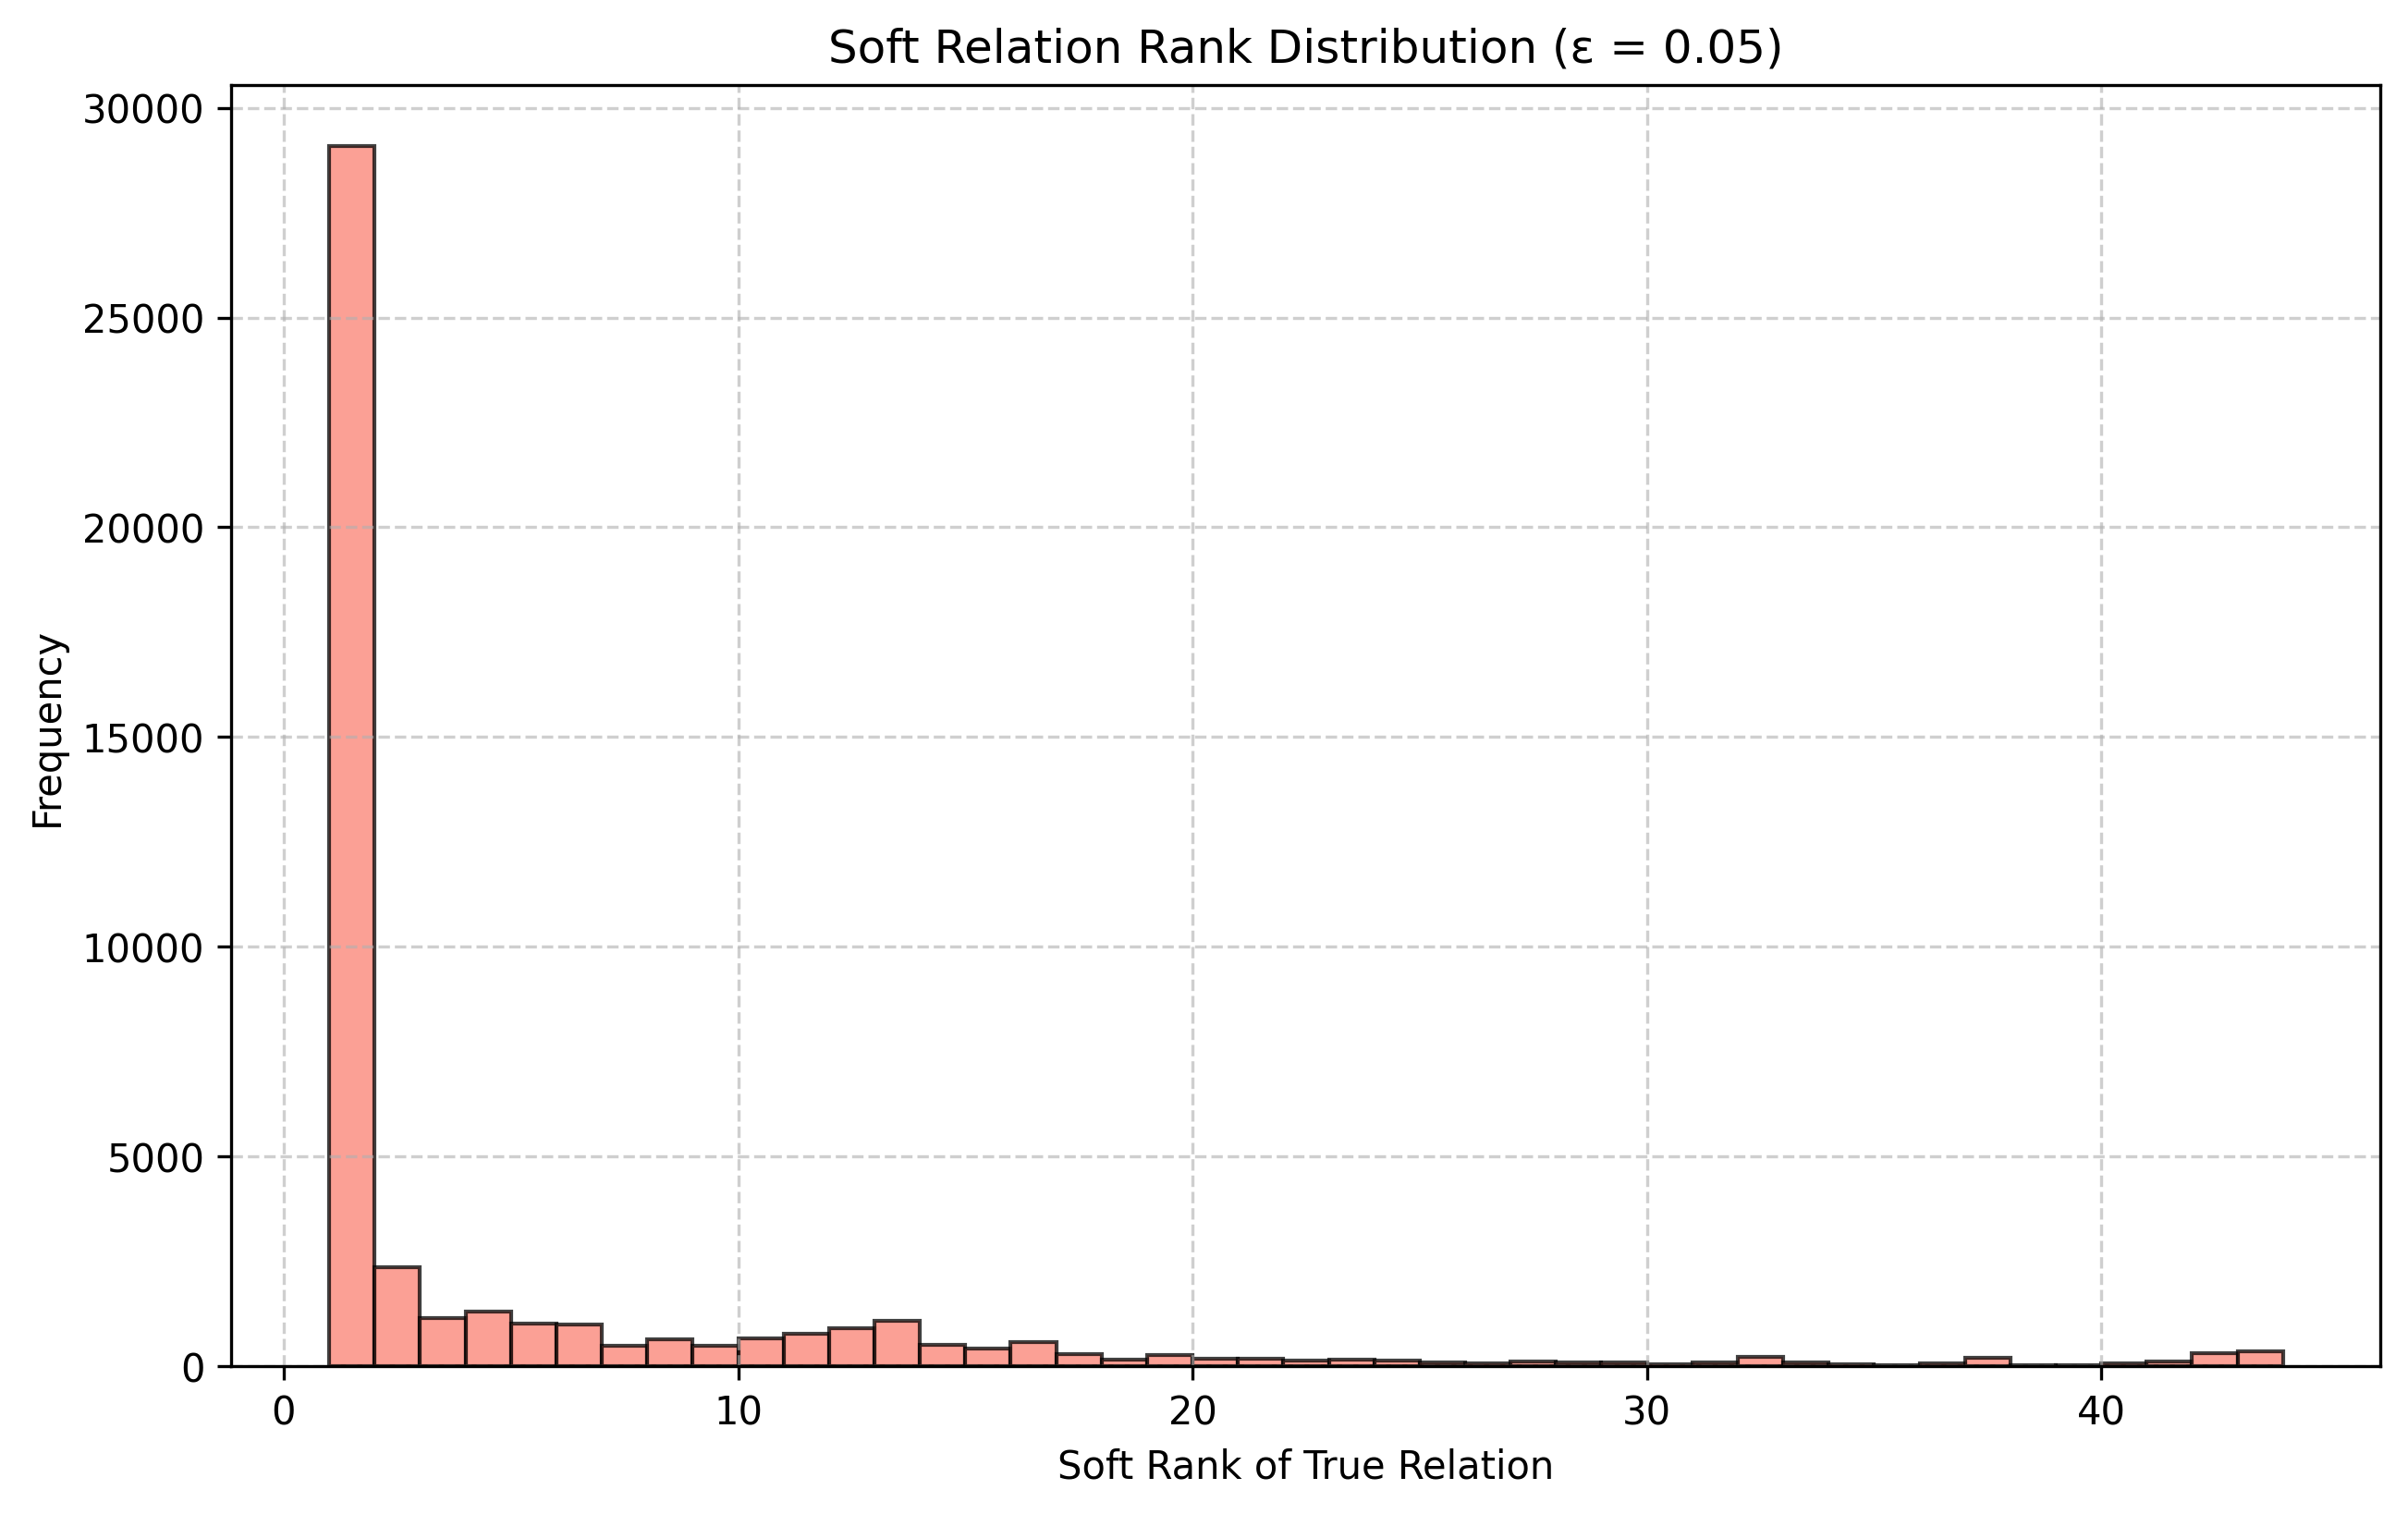 Soft Relation Rank Distribution (ε = 0.05)
30000
25000
20000
15000
10000
5000
0
Frequency
0 10 20 30 40
Soft Rank of True Relation